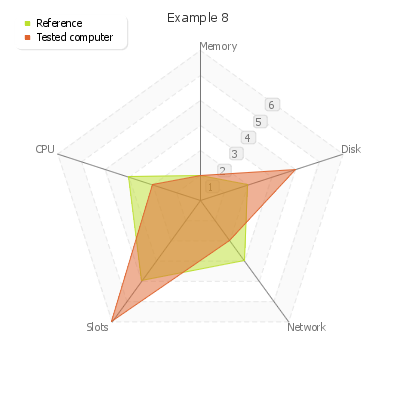 Example 8
Reference
Tested computer
Memory
6
5
4
3
2
1
Disk
CPU
Slots
Network